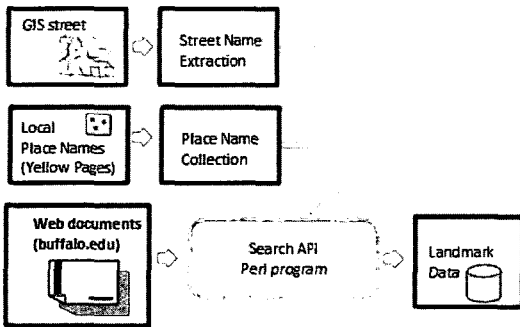 GIS street
Street Name
Extraction
Local
Place Names
(Yellow Pages)
Place Name
Collection
Web documents
(buffalo.edu)
Search API
Perl program
Landmark
Data